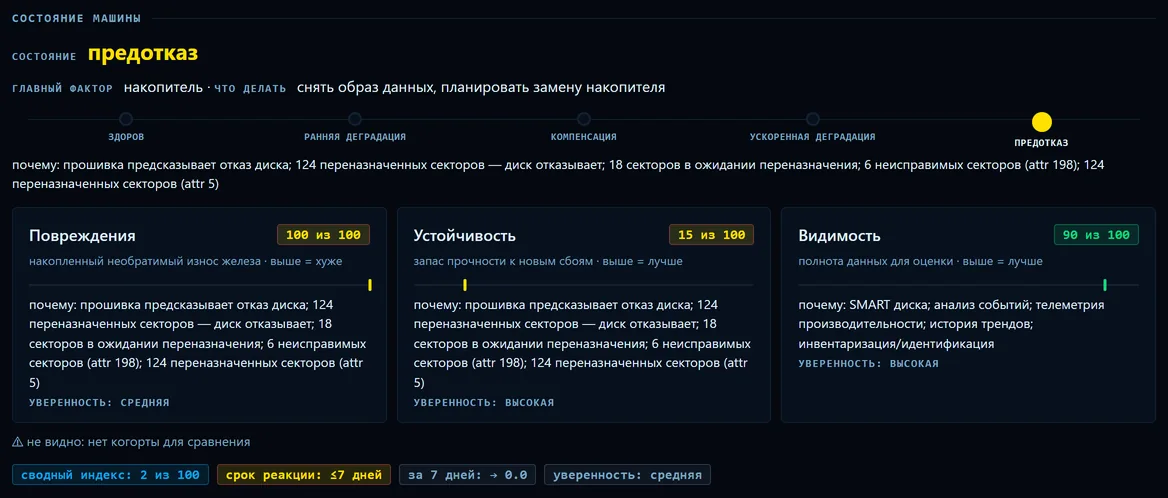 СОСТОЯНИЕ МАШИНЫ
СОСТОЯНИЕ предотказ
ГЛАВНЫЙ ФАКТОР накопитель · ЧТО ДЕЛАТЬ снять образ данных, планировать замену накопителя
ЗДОРОВ
РАННЯЯ ДЕГРАДАЦИЯ
КОМПЕНСАЦИЯ
УСКОРЕННАЯ ДЕГРАДАЦИЯ
ПРЕДОТКАЗ
почему: прошивка предсказывает отказ диска; 124 переназначенных секторов — диск отказывает; 18 секторов в ожидании переназначения; 6 неисправимых секторов (attr 198); 124
переназначенных секторов (attr 5)
Повреждения
100 из 100
накопленный необратимый износ железа · выше = хуже
почему: прошивка предсказывает отказ диска; 124
переназначенных секторов — диск отказывает; 18
секторов в ожидании переназначения; 6 неисправимых
секторов (attr 198); 124 переназначенных секторов (attr
5)
УВЕРЕННОСТЬ: СРЕДНЯЯ
Устойчивость
15 из 100
запас прочности к новым сбоям · выше = лучше
почему: прошивка предсказывает отказ диска; 124
переназначенных секторов — диск отказывает; 18
секторов в ожидании переназначения; 6 неисправимых
секторов (attr 198); 124 переназначенных секторов (attr
5)
УВЕРЕННОСТЬ: ВЫСОКАЯ
Видимость
90 из 100
полнота данных для оценки · выше = лучше
почему: SMART диска; анализ событий; телеметрия
производительности; история трендов;
инвентаризация/идентификация
УВЕРЕННОСТЬ: ВЫСОКАЯ
⚠ не видно: нет когорты для сравнения
сводный индекс: 2 из 100
срок реакции: ≤7 дней
за 7 дней: → 0.0
уверенность: средняя